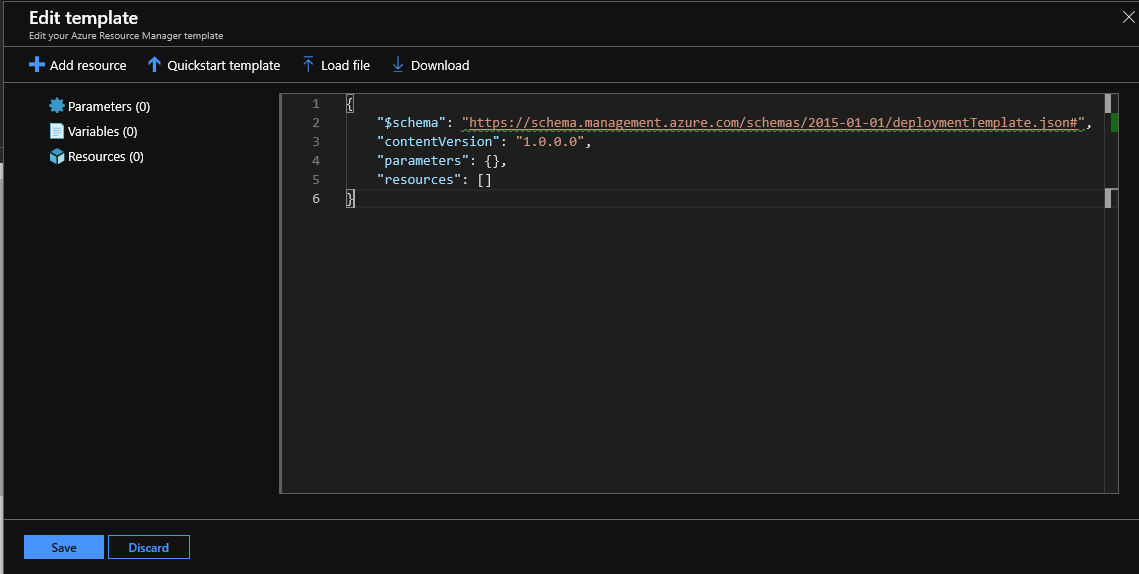 Edit template
Edit your Azure Resource Manager template
Add resource Quickstart template Load file Download
Parameters (0)
Variables (0)
Resources (0)
1 {
2 "$schema": "https://schema.management.azure.com/schemas/2015-01-01/deploymentTemplate.json#",
3 "contentVersion": "1.0.0.0",
4 "parameters": {},
5 "resources": []
6 }
Save Discard